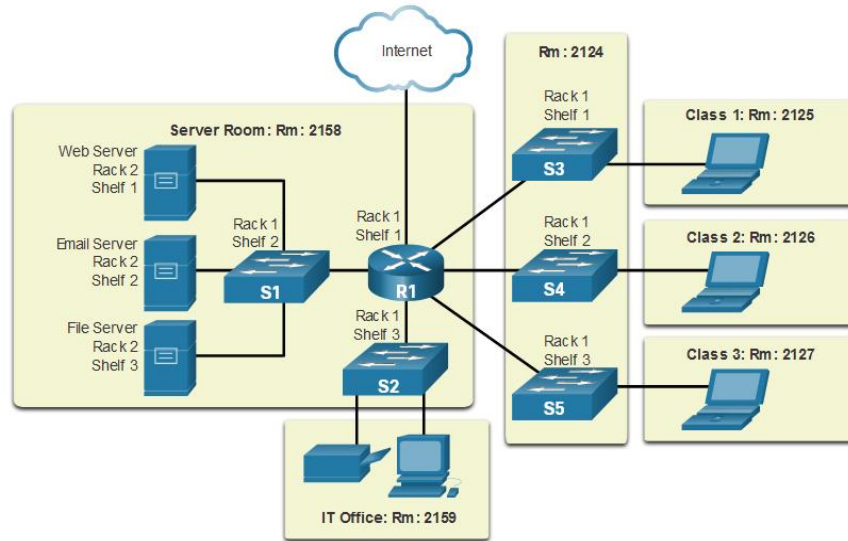 Internet
Rm: 2124
Server Room: Rm: 2158
Web Server
Rack 2
Shelf 1
Email Server
Rack 2
Shelf 2
File Server
Rack 2
Shelf 3
Rack 1
Shelf 2
S1
Rack 1
Shelf 1
R1
Rack 1
Shelf 3
S2
IT Office: Rm: 2159
Rack 1
Shelf 1
S3
Rack 1
Shelf 2
S4
Rack 1
Shelf 3
S5
Class 1: Rm: 2125
Class 2: Rm: 2126
Class 3: Rm: 2127